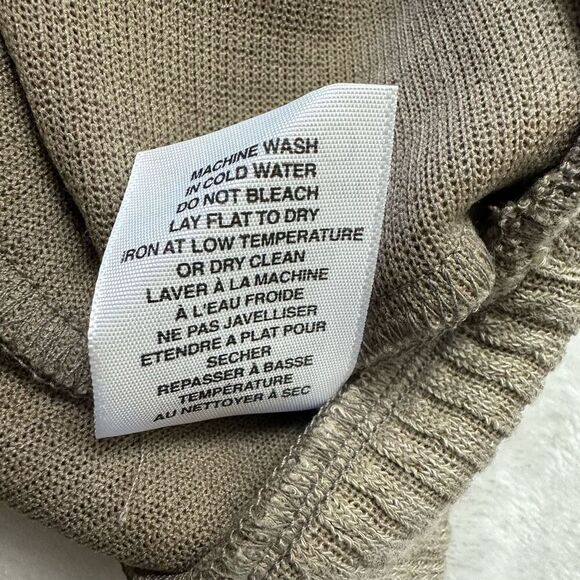 MACHINE WASH
IN COLD WATER
DO NOT BLEACH
LAY FLAT TO DRY
IRON AT LOW TEMPERATURE
OR DRY CLEAN
LAVER À LA MACHINE
À L'EAU FROIDE
NE PAS JAVELLISER
ETENDRE A PLAT POUR
SECHER
REPASSER À BASSE
TEMPERATURE
AU NETTOYER À SEC